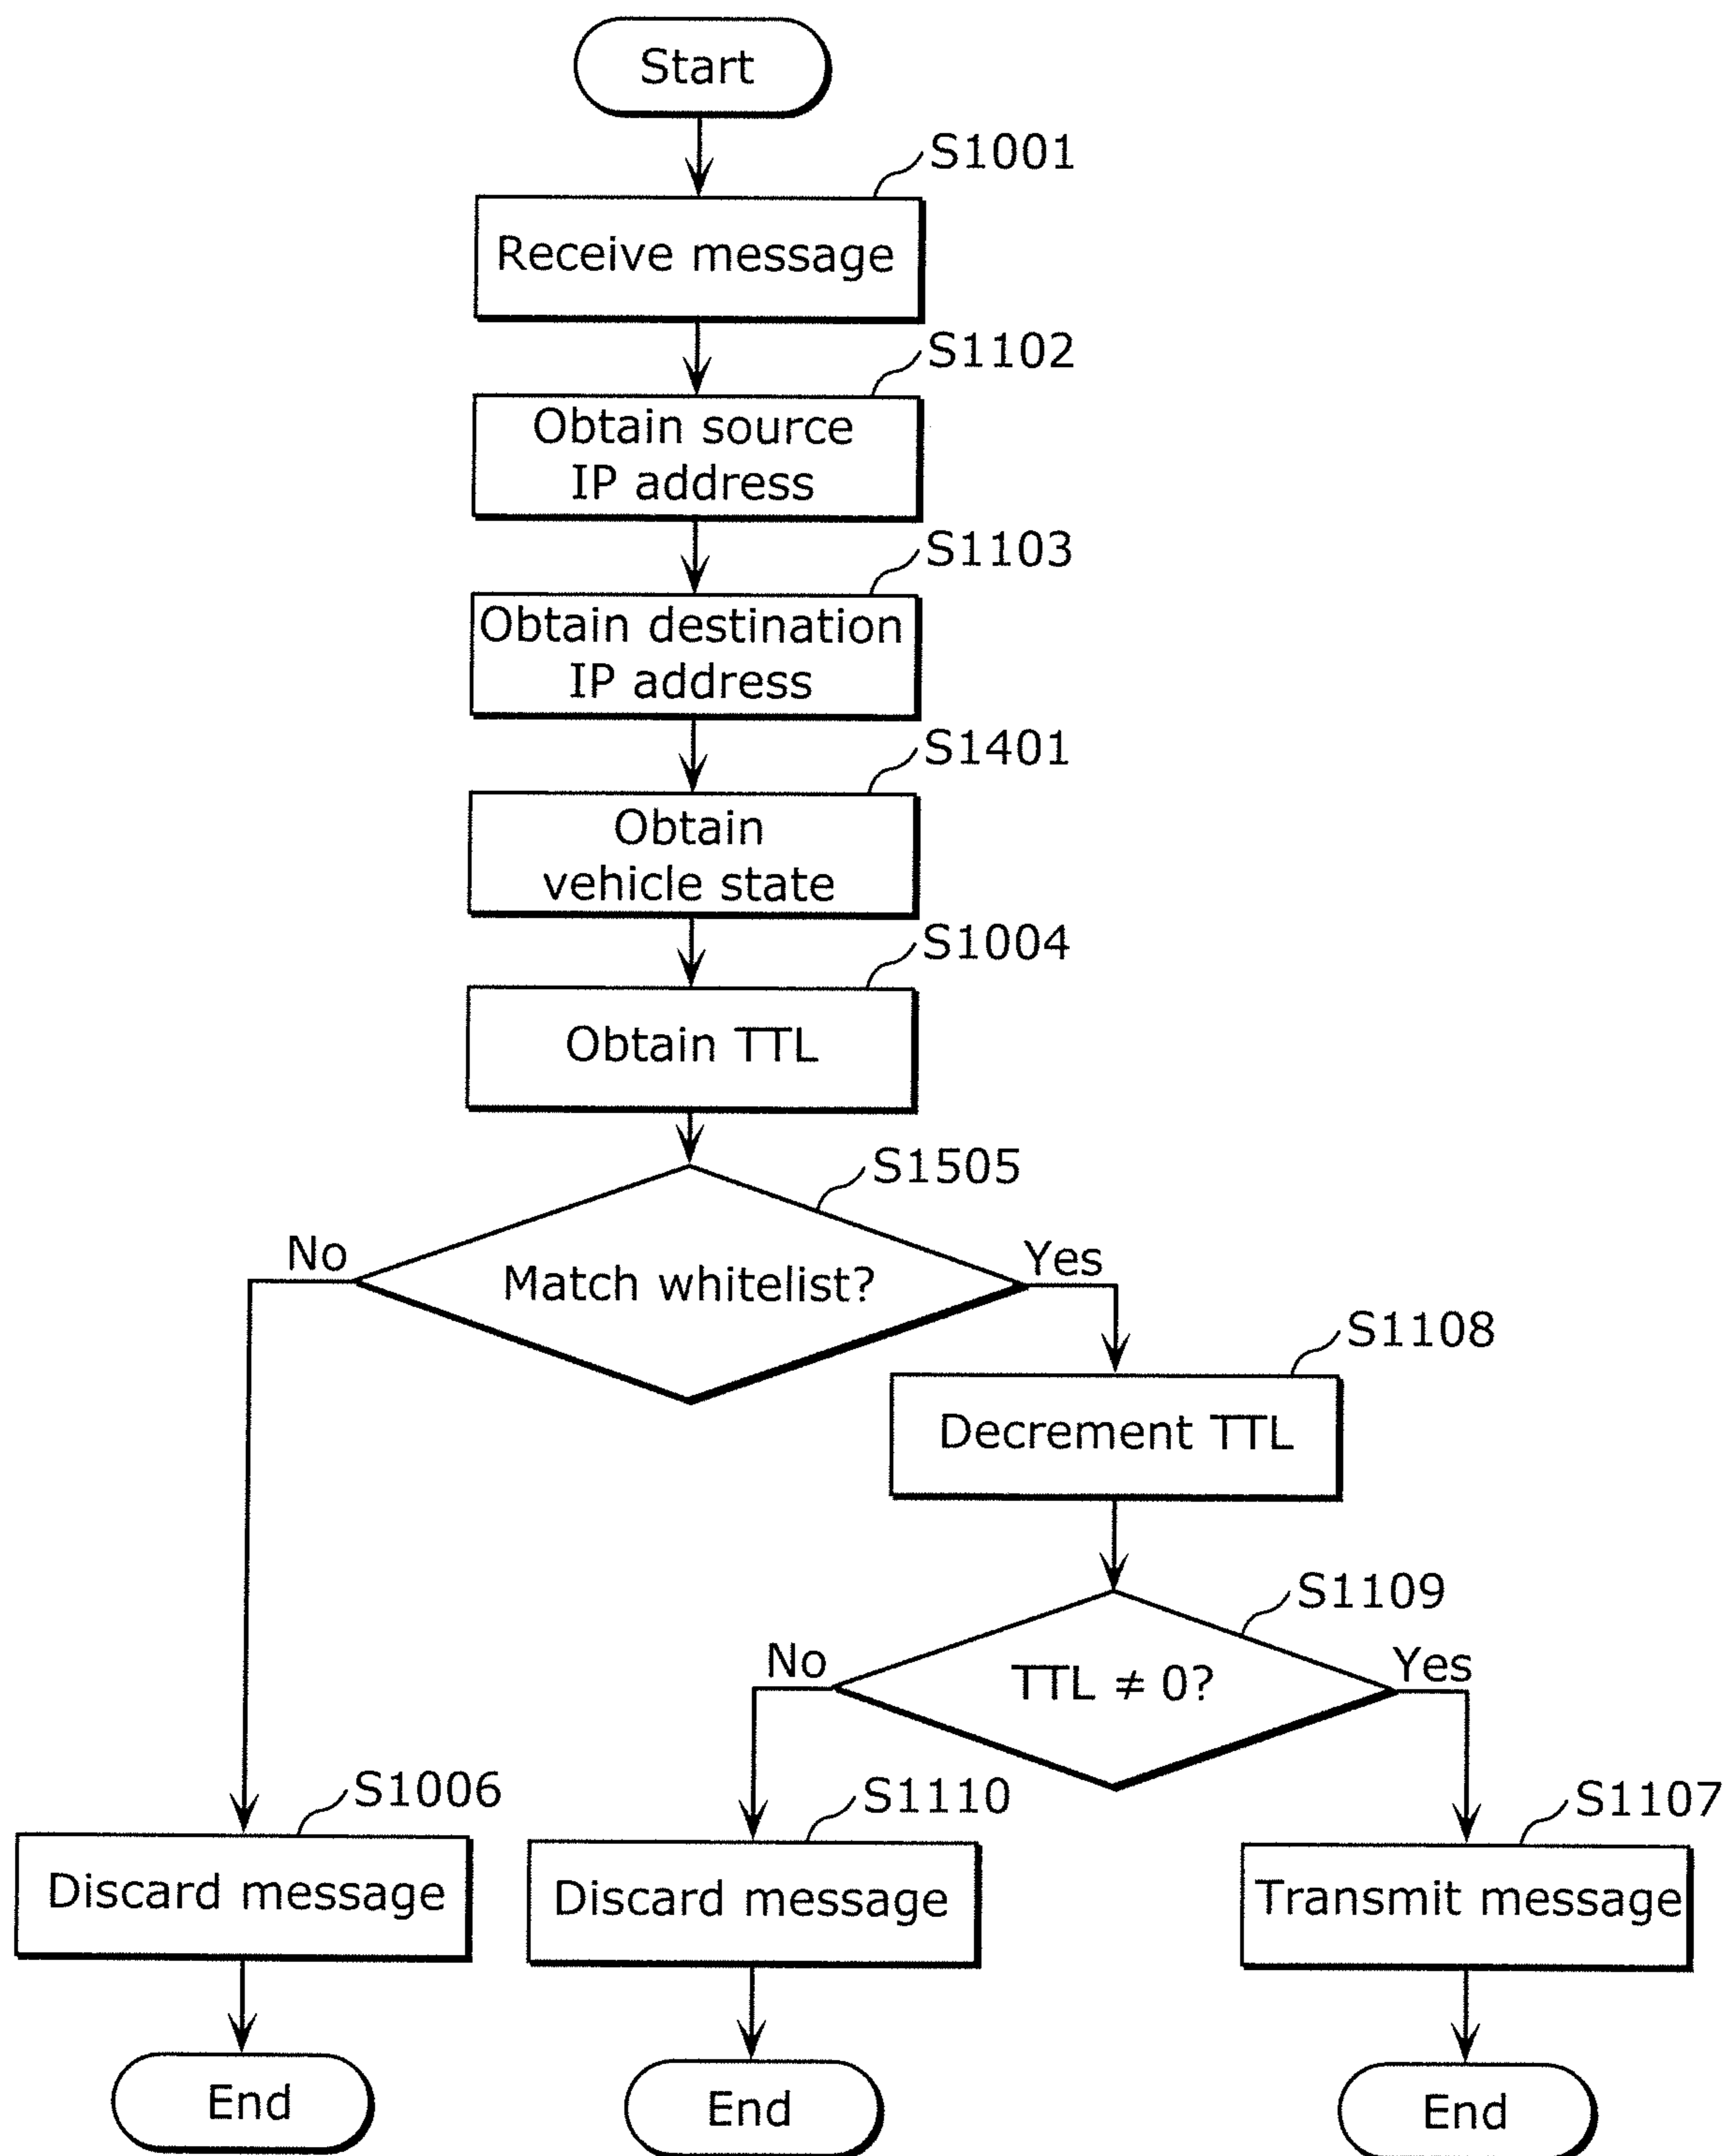 Start
S1001
Receive message
S1102
Obtain source
IP address
S1103
Obtain destination
IP address
S1401
Obtain
vehicle state
S1004
Obtain TTL
S1505
Match whitelist?
No
Yes
S1108
Decrement TTL
S1109
TTL ≠ 0?
No
Yes
S1006
Discard message
S1110
Discard message
S1107
Transmit message
End
End
End